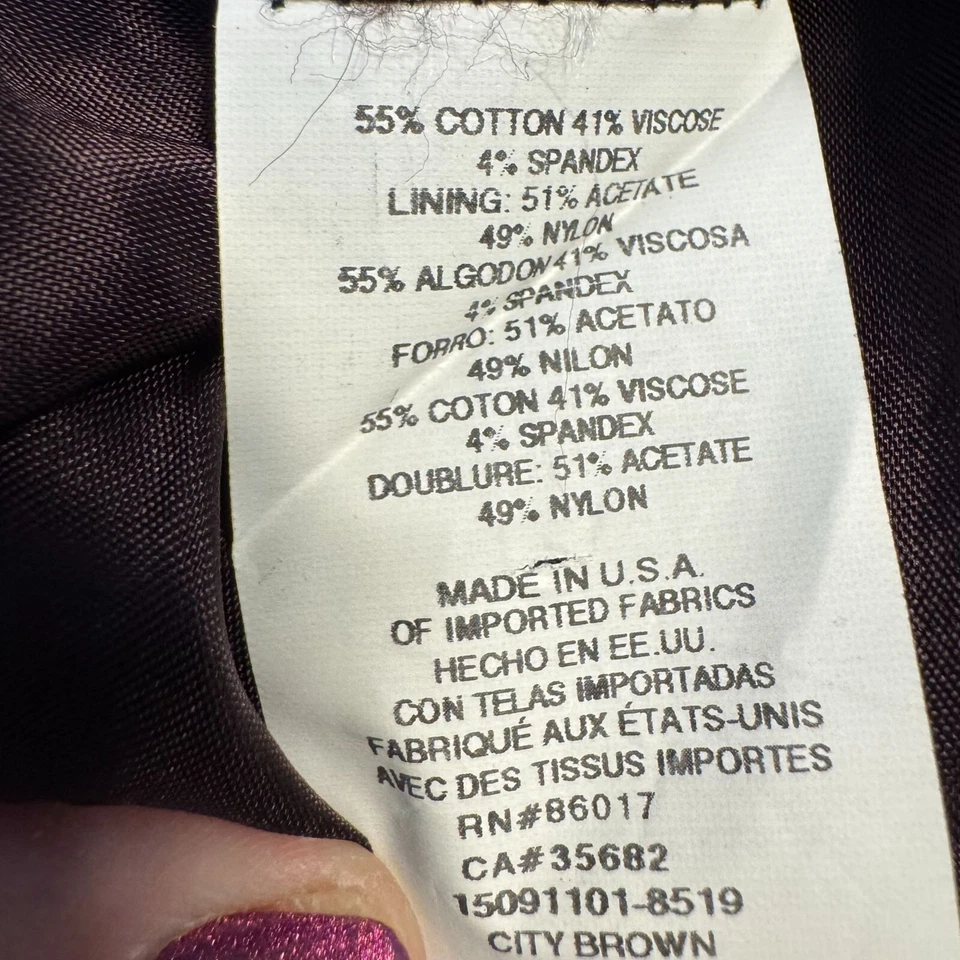 55% COTTON 41% VISCOSE
4% SPANDEX
LINING: 51% ACETATE
49% NYLON
55% ALGODON 41% VISCOSA
4% SPANDEX
FORRO: 51% ACETATO
49% NILON
55% COTON 41% VISCOSE
4% SPANDEX
DOUBLURE: 51% ACETATE
49% NYLON
MADE IN U.S.A.
OF IMPORTED FABRICS
HECHO EN EE.UU.
CON TELAS IMPORTADAS
FABRIQUÉ AUX ÉTATS-UNIS
AVEC DES TISSUS IMPORTES
RN#86017
CA#35682
15091101-8519
CITY BROWN